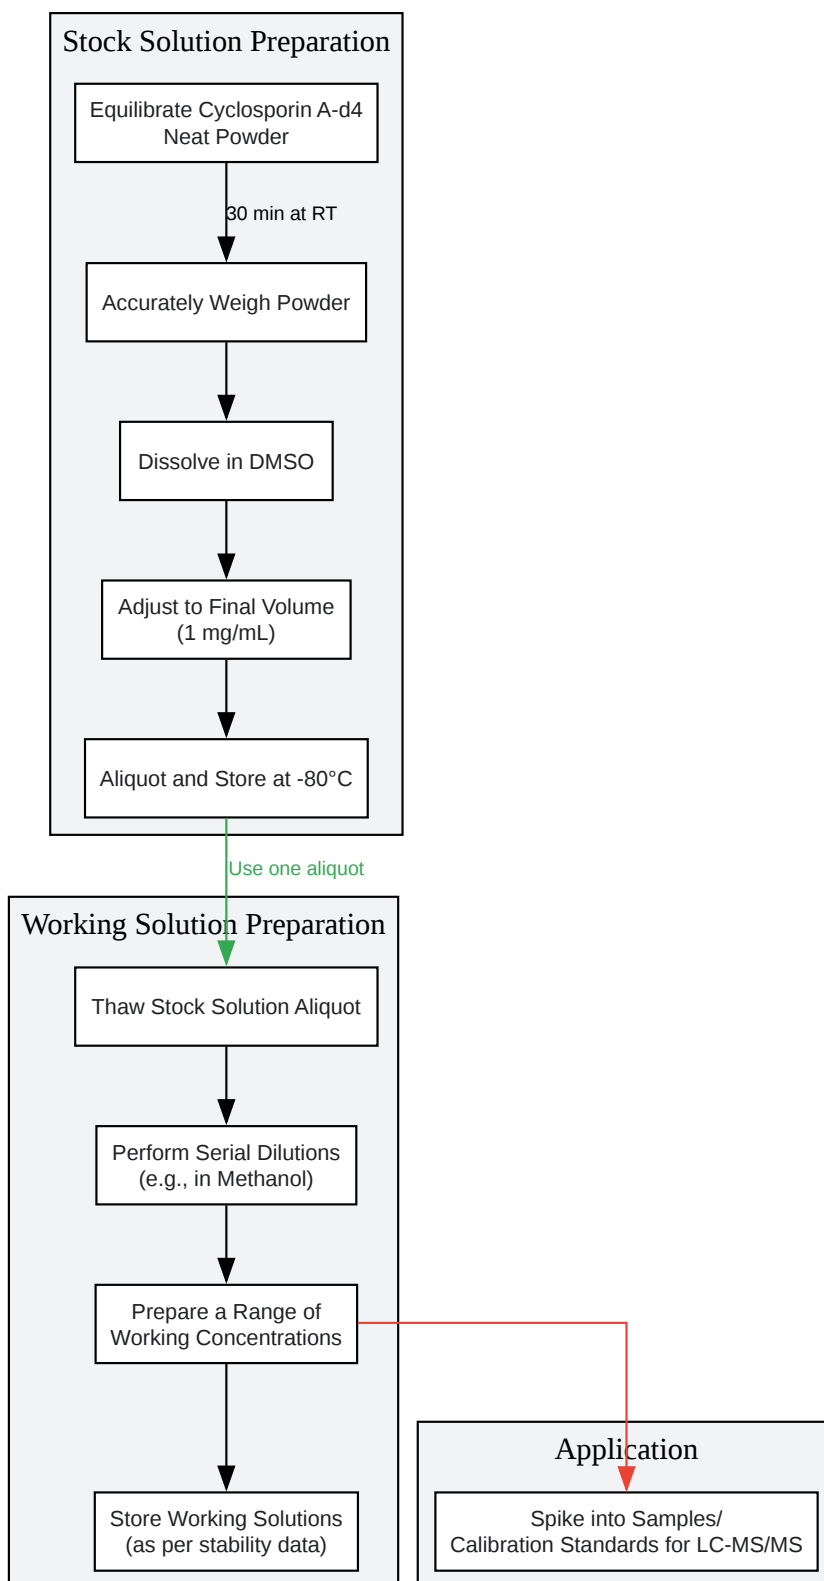 Stock Solution Preparation
Equilibrate Cyclosporin A-d4
Neat Powder
30 min at RT
Accurately Weigh Powder
Dissolve in DMSO
Adjust to Final Volume
(1 mg/mL)
Aliquot and Store at -80°C
Use one aliquot
Working Solution Preparation
Thaw Stock Solution Aliquot
Perform Serial Dilutions
(e.g., in Methanol)
Prepare a Range of
Working Concentrations
Store Working Solutions
(as per stability data)
Application
Spike into Samples/
Calibration Standards for LC-MS/MS